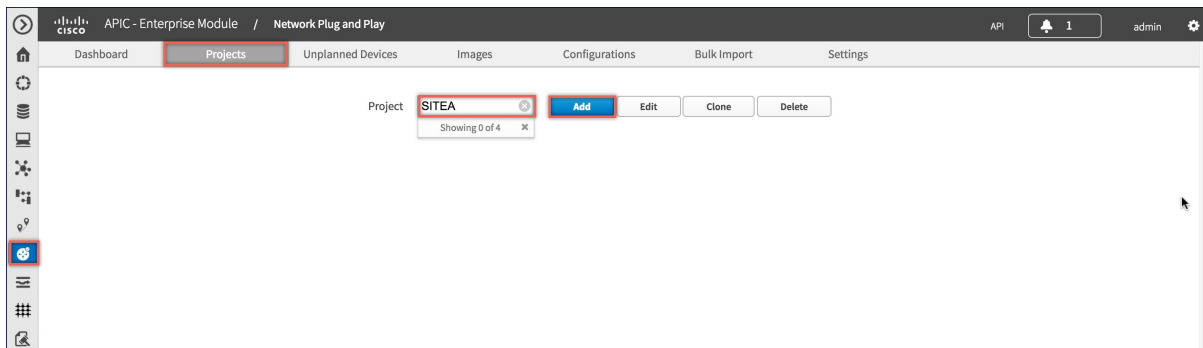 cisco APIC - Enterprise Module / Network Plug and Play API 1 admin
Dashboard Projects Unplanned Devices Images Configurations Bulk Import Settings
Project SITEA Add Edit Clone Delete
Showing 0 of 4